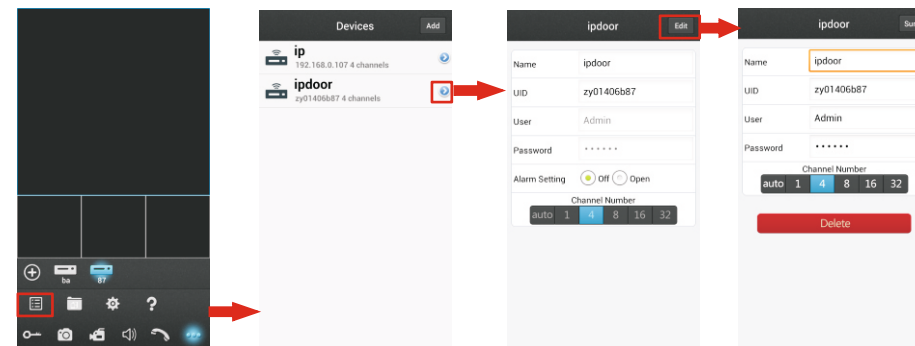 ba
87
?
Devices
Add
ip
192.168.0.107 4 channels
ipdoor
zy01406b87 4 channels
ipdoor
Edit
Name
ipdoor
UID
zy01406b87
User
Admin
Password
Alarm Setting
Off
Open
Channel Number
auto 1 4 8 16 32
ipdoor
Name
ipdoor
UID
zy01406b87
User
Admin
Password
Channel Number
auto 1 4 8 16 32
Delete